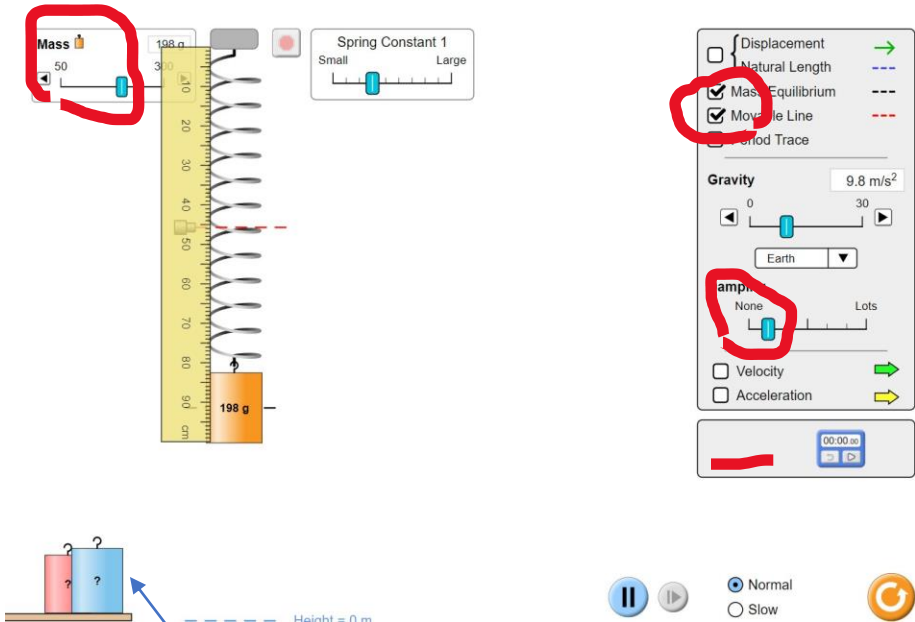 Mass
198 g
50
300
Spring Constant 1
Small
Large
10
20
30
40
50
60
70
80
90
cm
198 g
?
?
?
?
Height = 0 m
Displacement
Natural Length
Mass Equilibrium
Movable Line
Period Trace
Gravity
9.8 m/s²
0
30
Earth
Damping
None
Lots
Velocity
Acceleration
00:00.00
Normal
Slow